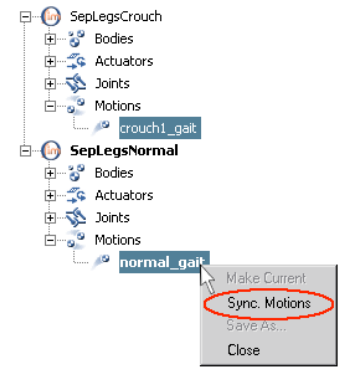 SepLegsCrouch
Bodies
Actuators
Joints
Motions
crouch1_gait
SepLegsNormal
Bodies
Actuators
Joints
Motions
normal_gait
Make Current
Sync. Motions
Save As...
Close